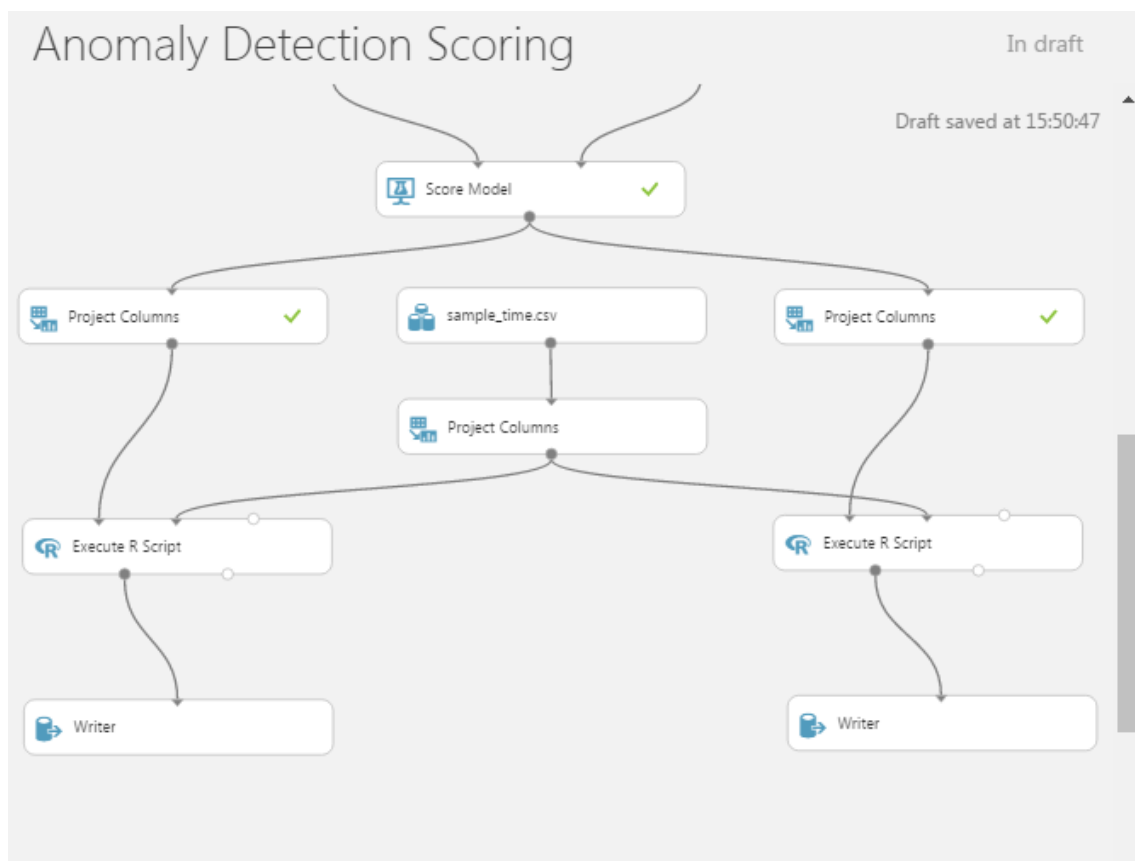 Anomaly Detection Scoring
In draft
Draft saved at 15:50:47
Score Model
Project Columns
sample_time.csv
Project Columns
Project Columns
Execute R Script
Execute R Script
Writer
Writer